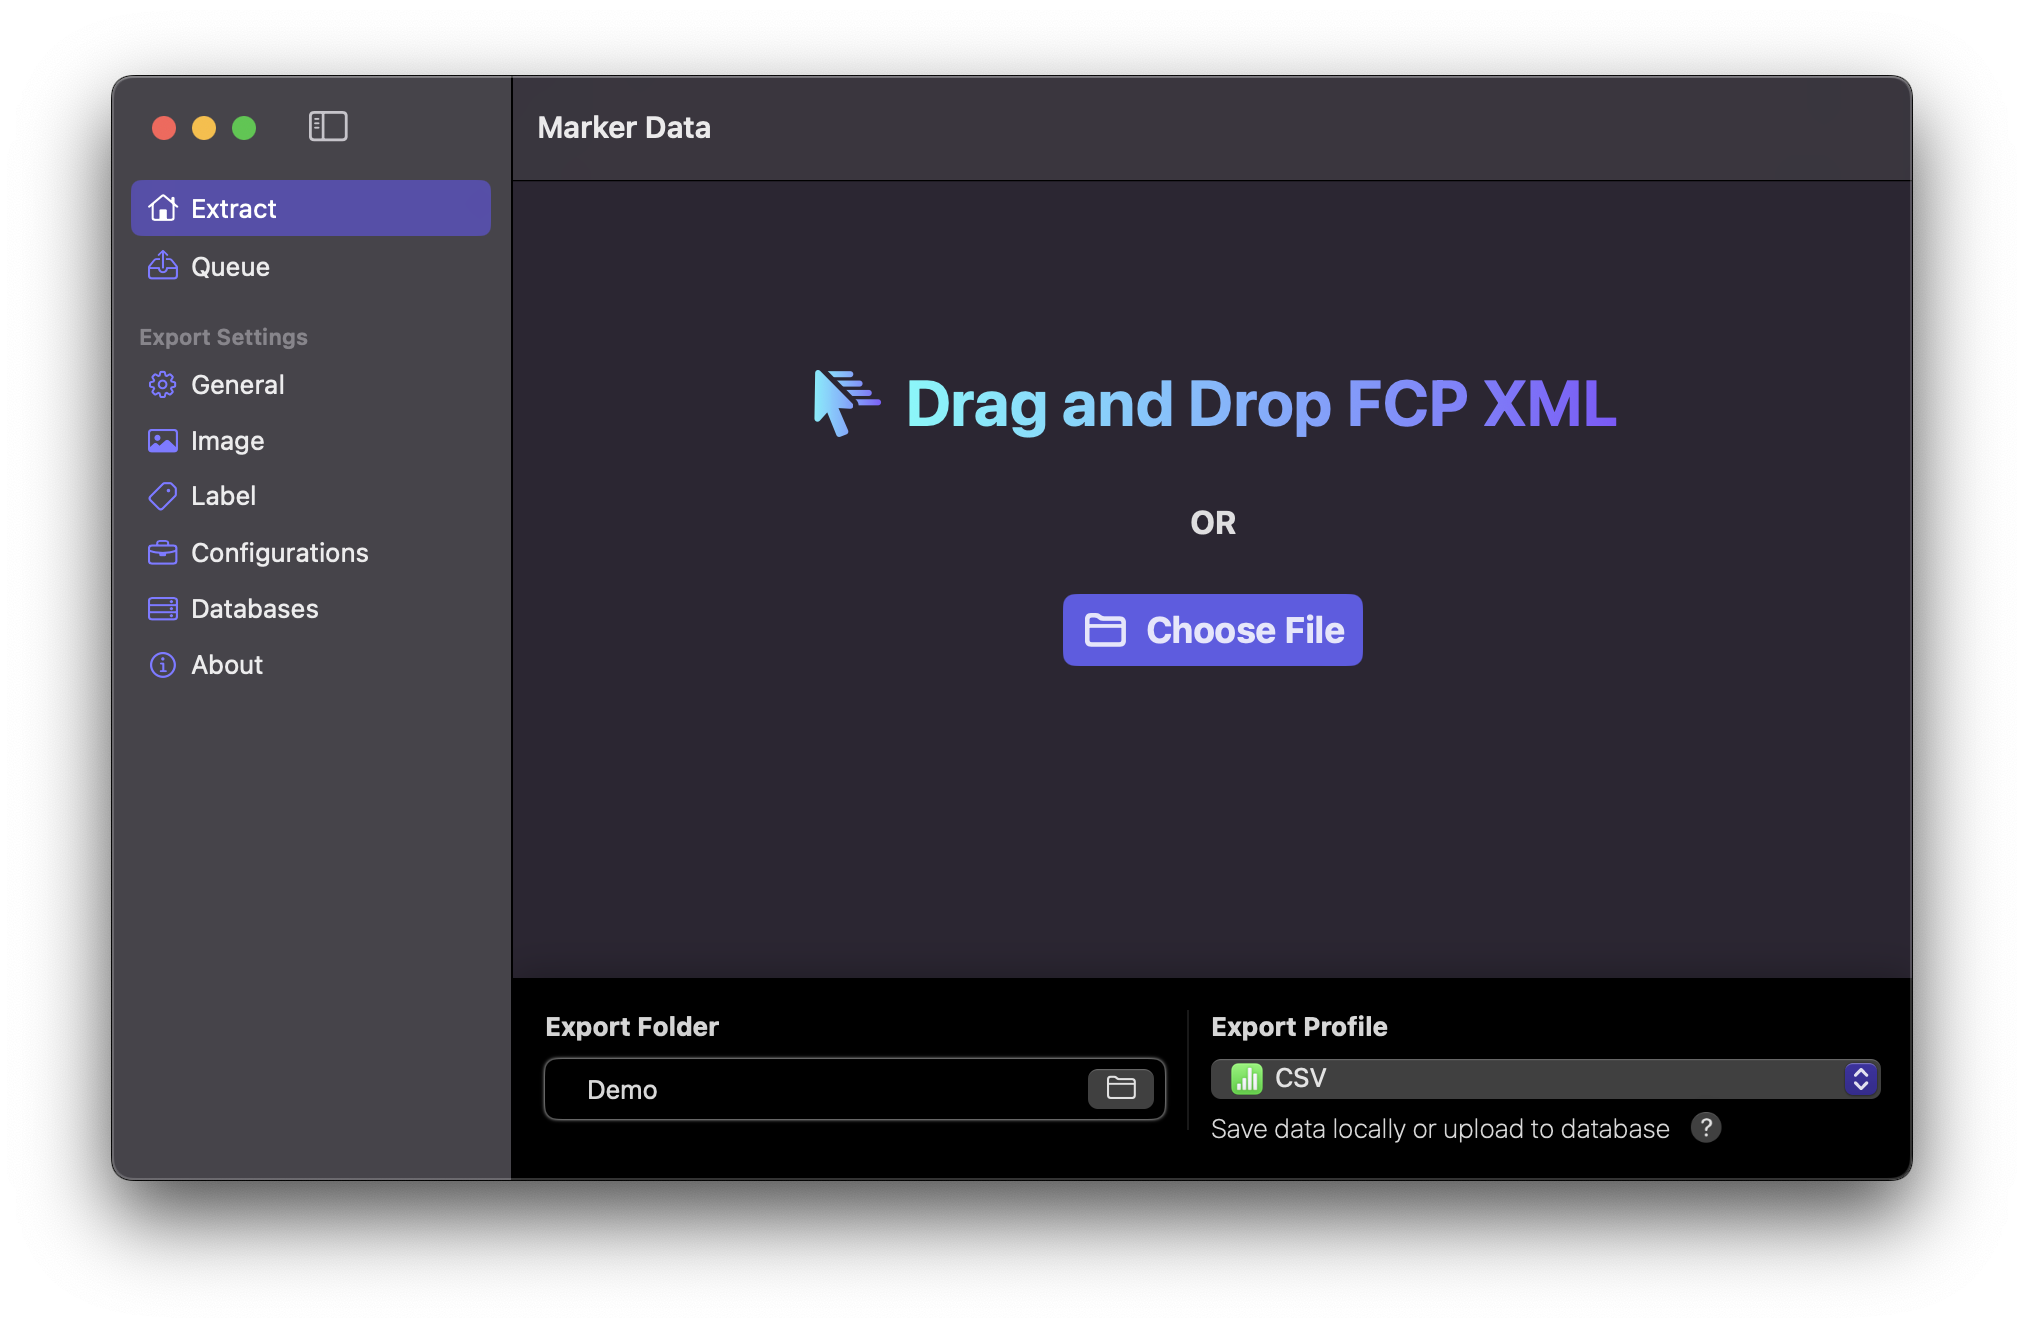 Marker Data
Extract
Queue
Export Settings
General
Image
Label
Configurations
Databases
About
Drag and Drop FCP XML
OR
Choose File
Export Folder
Demo
Export Profile
CSV
Save data locally or upload to database ?